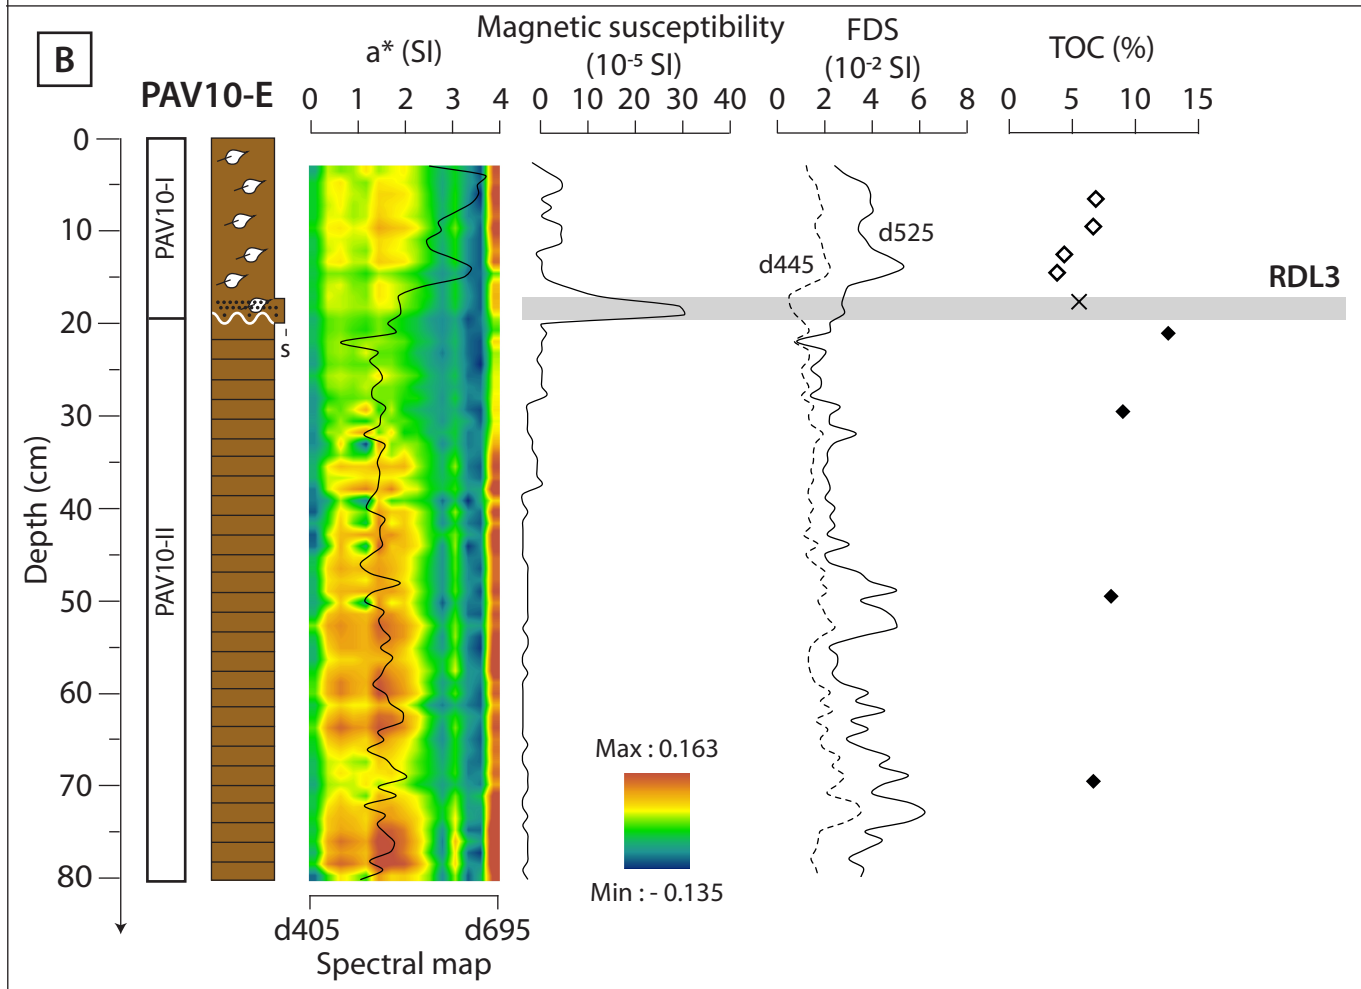 B
PAV10-E
a* (SI)
0 1 2 3 4
Magnetic susceptibility
(10⁻⁵ SI)
0 10 20 30 40
FDS
(10⁻² SI)
0 2 4 6 8
TOC (%)
0 5 10 15
Depth (cm)
0
10
20
30
40
50
60
70
80
PAV10-I
PAV10-II
s
d445
d525
RDL3
Max : 0.163
Min : - 0.135
d405 d695
Spectral map